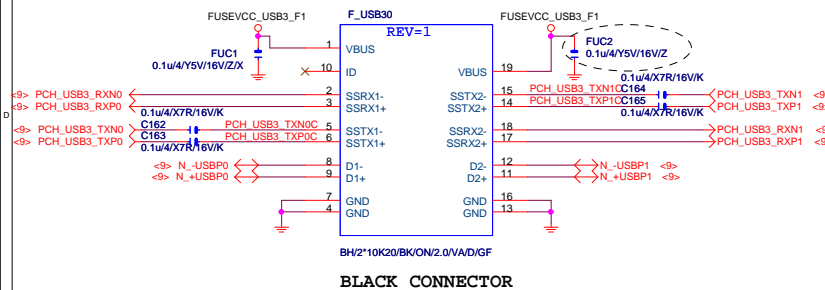 FUSEVCC_USB3_F1 F_USB30 FUSEVCC_USB3_F1
REV=1
FUC1
0.1u/4/Y5V/16V/Z/X
FUC2
0.1u/4/Y5V/16V/Z
1 VBUS
10 ID
VBUS 19
0.1u/4/X7R/16V/K
<9> PCH_USB3_RXN0 2 SSRX1- SSTX2- 15 PCH_USB3_TXN1C C164 PCH_USB3_TXN1 <9
<9> PCH_USB3_RXP0 3 SSRX1+ SSTX2+ 14 PCH_USB3_TXP1C C165 PCH_USB3_TXP1 <9
0.1u/4/X7R/16V/K 0.1u/4/X7R/16V/K
<9> PCH_USB3_TXN0 C162 PCH_USB3_TXN0C 5 SSTX1- SSRX2- 18 PCH_USB3_RXN1 <9
<9> PCH_USB3_TXP0 C163 PCH_USB3_TXP0C 6 SSTX1+ SSRX2+ 17 PCH_USB3_RXP1 <9
0.1u/4/X7R/16V/K
D
<9> N_-USBP0 8 D1- D2- 12 N_-USBP1 <9>
<9> N_+USBP0 9 D1+ D2+ 11 N_+USBP1 <9>
7 GND GND 16
4 GND GND 13
BH/2*10K20/BK/ON/2.0/VA/D/GF
BLACK CONNECTOR